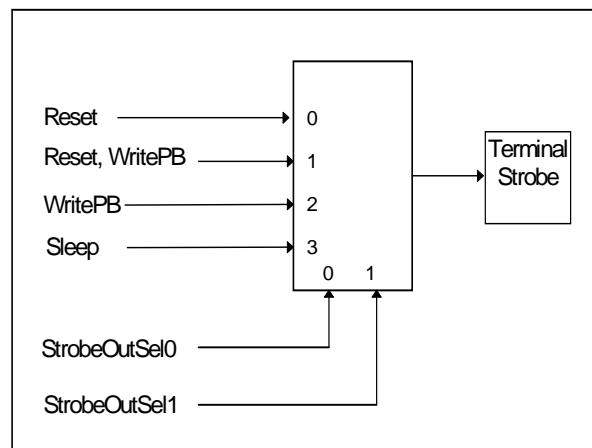 Reset
0
Reset, WritePB
1
Terminal
Strobe
WritePB
2
Sleep
3
0 1
StrobeOutSel0
StrobeOutSel1